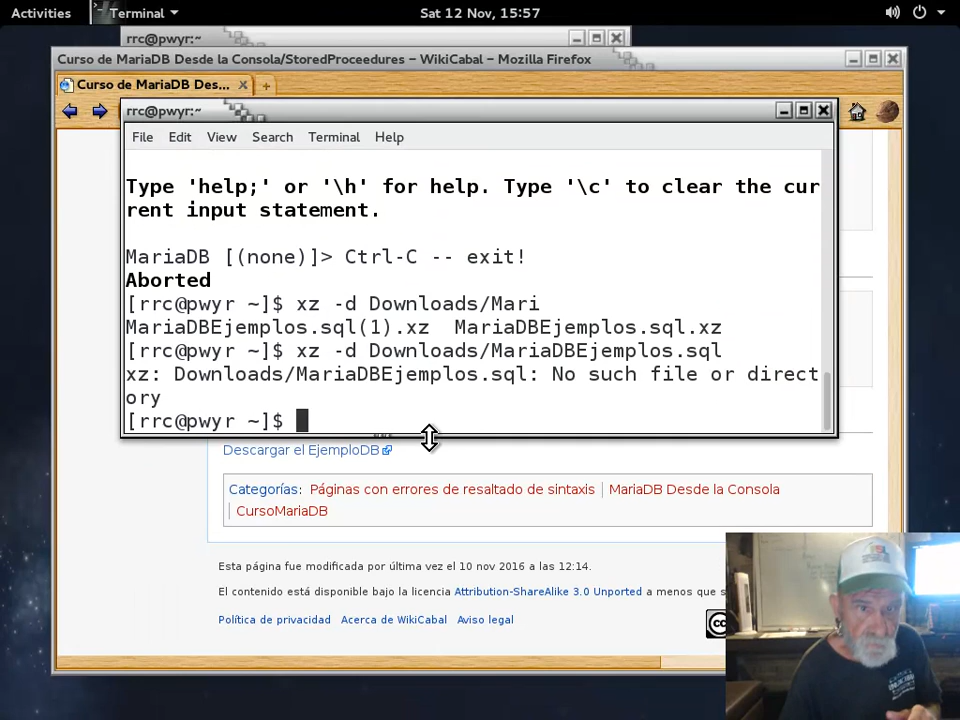 Activities
Terminal
Sat 12 Nov, 15:57
rrc@pwyr:~
Curso de MariaDB Desde la Consola/StoredProceedures – WikiCabal – Mozilla Firefox
Curso de MariaDB Des...
rrc@pwyr:~
File Edit View Search Terminal Help
Type 'help;' or '\h' for help. Type '\c' to clear the cur
rent input statement.
MariaDB [(none)]> Ctrl-C -- exit!
Aborted
[rrc@pwyr ~]$ xz -d Downloads/Mari
MariaDBEjemplos.sql(1).xz  MariaDBEjemplos.sql.xz
[rrc@pwyr ~]$ xz -d Downloads/MariaDBEjemplos.sql
xz: Downloads/MariaDBEjemplos.sql: No such file or direct
ory
[rrc@pwyr ~]$
Descargar el EjemploDB
Categorías: Páginas con errores de resaltado de sintaxis | MariaDB Desde la Consola
| CursoMariaDB
Esta página fue modificada por última vez el 10 nov 2016 a las 12:14.
El contenido está disponible bajo la licencia Attribution-ShareAlike 3.0 Unported a menos que
Política de privacidad Acerca de WikiCabal Aviso legal
cc